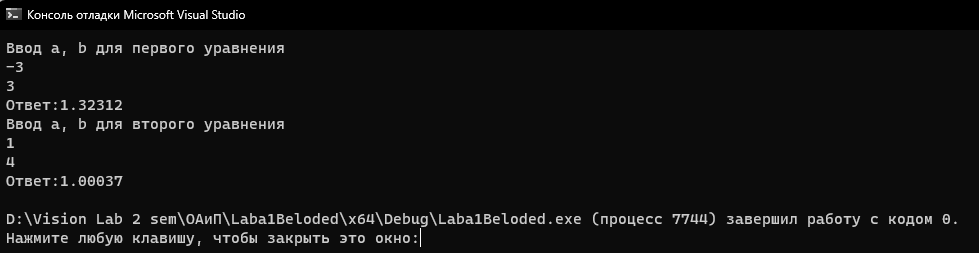 Консоль отладки Microsoft Visual Studio
Ввод a, b для первого уравнения
-3
3
Ответ:1.32312
Ввод a, b для второго уравнения
1
4
Ответ:1.00037
D:\Vision Lab 2 sem\ОАиП\Laba1Beloded\x64\Debug\Laba1Beloded.exe (процесс 7744) завершил работу с кодом 0.
Нажмите любую клавишу, чтобы закрыть это окно: